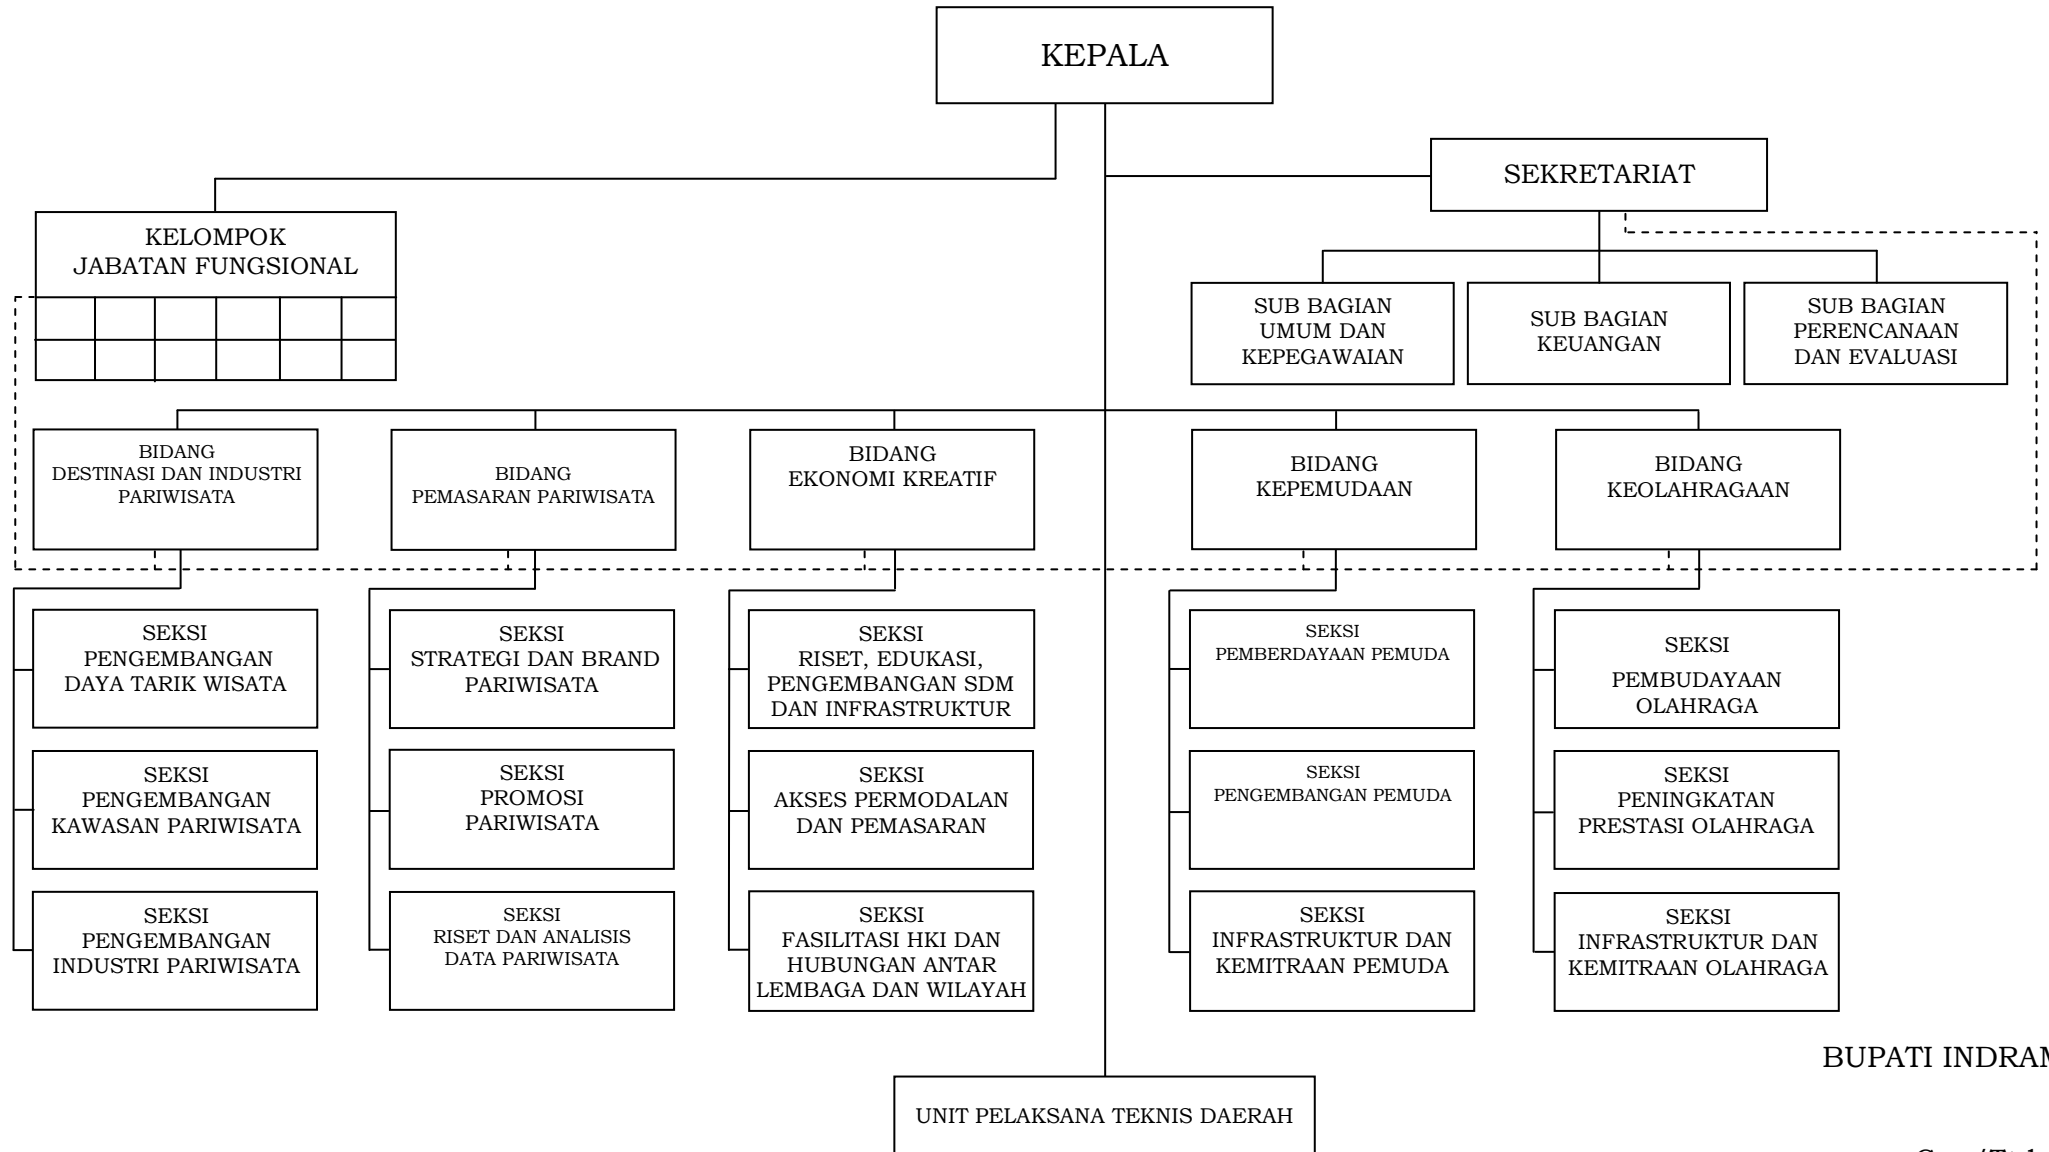 KEPALA
SEKRETARIAT
KELOMPOK
JABATAN FUNGSIONAL
SUB BAGIAN
UMUM DAN
KEPEGAWAIAN
SUB BAGIAN
KEUANGAN
SUB BAGIAN
PERENCANAAN
DAN EVALUASI
BIDANG
DESTINASI DAN INDUSTRI
PARIWISATA
BIDANG
PEMASARAN PARIWISATA
BIDANG
EKONOMI KREATIF
BIDANG
KEPEMUDAAN
BIDANG
KEOLAHRAGAAN
SEKSI
PENGEMBANGAN
DAYA TARIK WISATA
SEKSI
STRATEGI DAN BRAND
PARIWISATA
SEKSI
RISET, EDUKASI,
PENGEMBANGAN SDM
DAN INFRASTRUKTUR
SEKSI
PEMBERDAYAAN PEMUDA
SEKSI
PEMBUDAYAAN
OLAHRAGA
SEKSI
PENGEMBANGAN
KAWASAN PARIWISATA
SEKSI
PROMOSI
PARIWISATA
SEKSI
AKSES PERMODALAN
DAN PEMASARAN
SEKSI
PENGEMBANGAN PEMUDA
SEKSI
PENINGKATAN
PRESTASI OLAHRAGA
SEKSI
PENGEMBANGAN
INDUSTRI PARIWISATA
SEKSI
RISET DAN ANALISIS
DATA PARIWISATA
SEKSI
FASILITASI HKI DAN
HUBUNGAN ANTAR
LEMBAGA DAN WILAYAH
SEKSI
INFRASTRUKTUR DAN
KEMITRAAN PEMUDA
SEKSI
INFRASTRUKTUR DAN
KEMITRAAN OLAHRAGA
BUPATI
UNIT PELAKSANA TEKNIS DAERAH